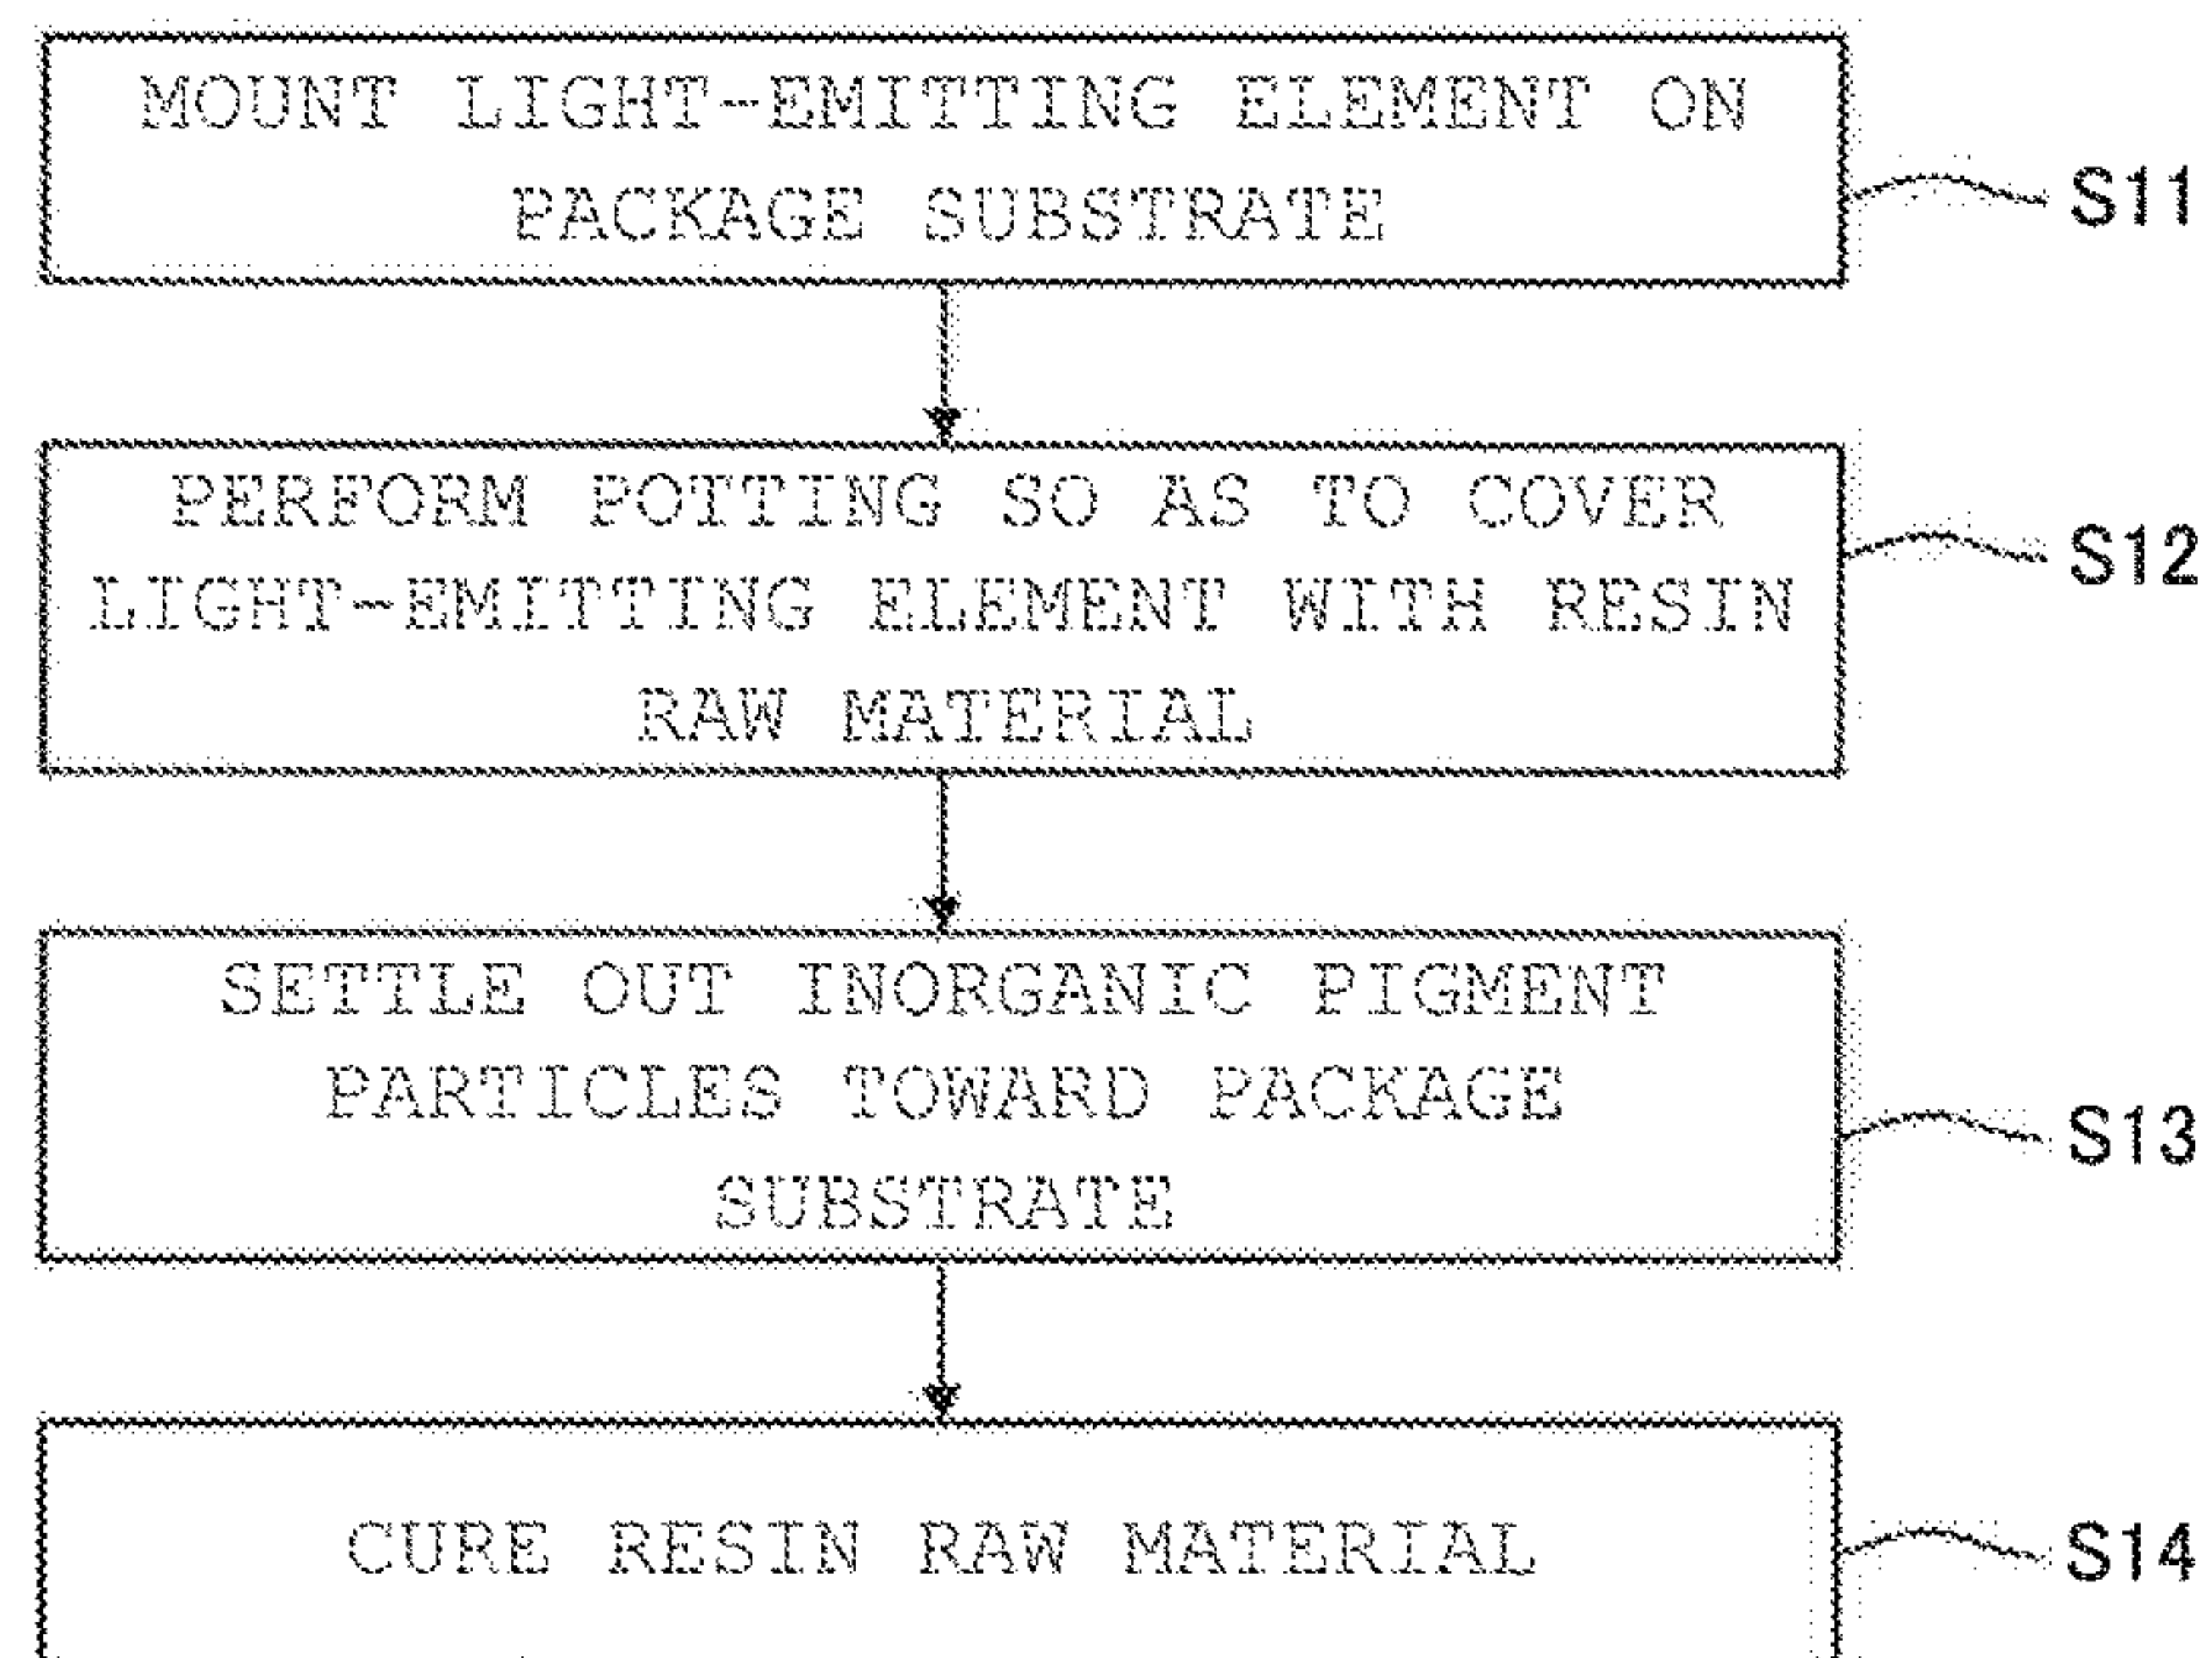 MOUNT LIGHT-EMITTING ELEMENT ON
PACKAGE SUBSTRATE
S11
PERFORM POTTING SO AS TO COVER
LIGHT-EMITTING ELEMENT WITH RESIN
RAW MATERIAL
S12
SETTLE OUT INORGANIC PIGMENT
PARTICLES TOWARD PACKAGE
SUBSTRATE
S13
CURE RESIN RAW MATERIAL
S14